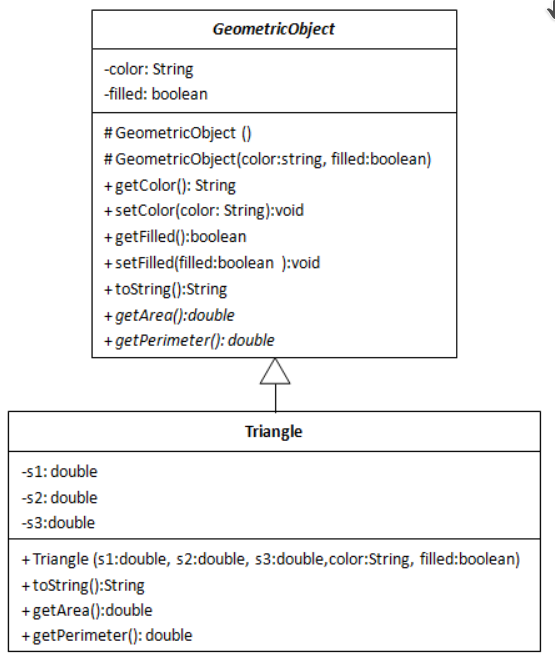 GeometricObject
-color: String
-filled: boolean
# GeometricObject ()
# GeometricObject(color:string, filled:boolean)
+ getColor(): String
+ setColor(color: String):void
+ getFilled():boolean
+ setFilled(filled:boolean ):void
+ toString():String
+ getArea():double
+ getPerimeter(): double
Triangle
-s1: double
-s2: double
-s3:double
+ Triangle (s1:double, s2:double, s3:double,color:String, filled:boolean)
+ toString():String
+ getArea():double
+ getPerimeter(): double